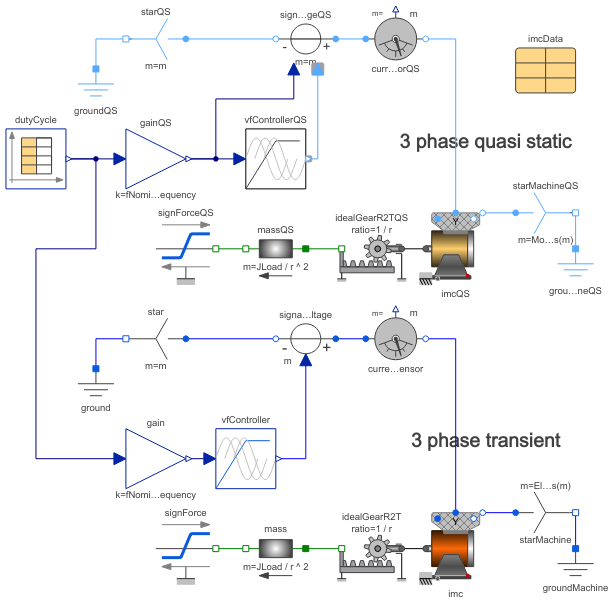 starQS
sign...geQS
m=
m
imcData
-
+
m=m
m=m
curr...orQS
groundQS
dutyCycle
gainQS
vfControllerQS
3 phase quasi static
k=fNomi...equency
starMachineQS
signForceQS
massQS
idealGearR2TQS
ratio=1 / r
Y
m=Mo...s(m)
m=JLoad / r ^ 2
imcQS
grou...neQS
star
signa...ltage
m=
m
-
+
m=m
m
curre...ensor
ground
gain
vfController
3 phase transient
k=fNomi...equency
m=El...s(m)
signForce
mass
idealGearR2T
ratio=1 / r
Y
starMachine
m=JLoad / r ^ 2
imc
groundMachine